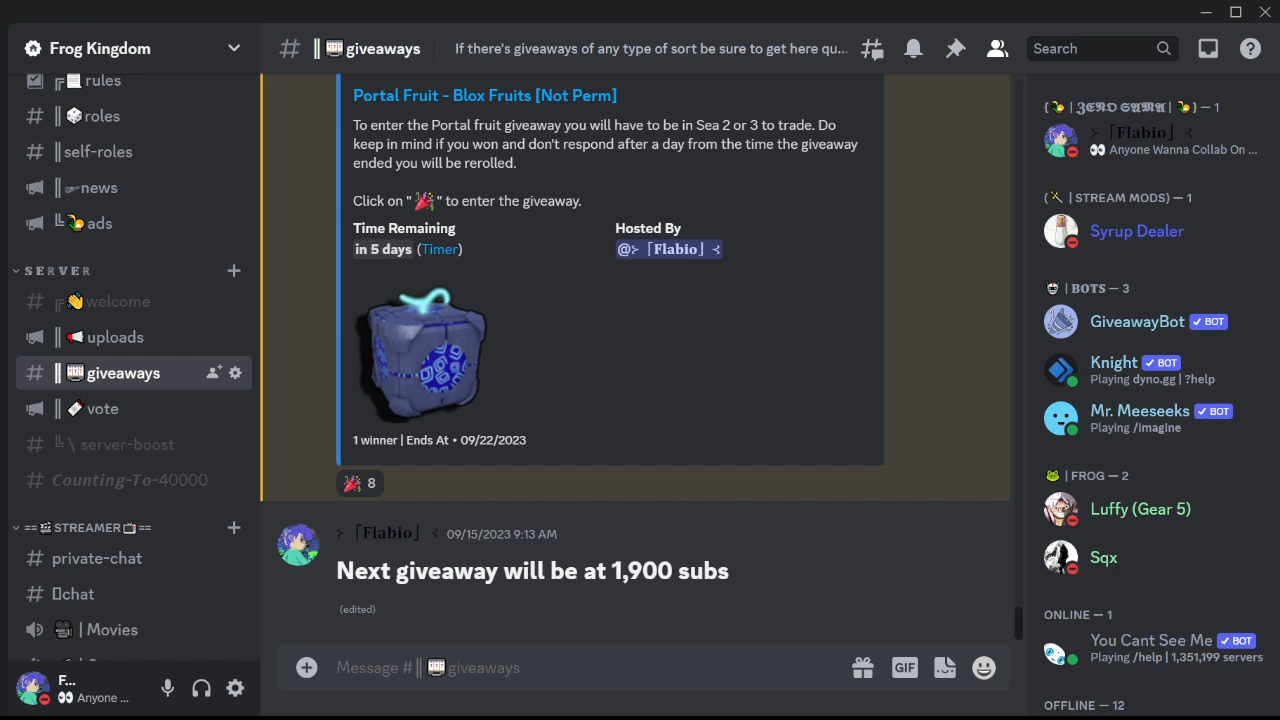 Frog Kingdom
╔📃rules
# ║🎲roles
# ║self-roles
║news
╚ads
SERVER
# ╔👋welcome
║📢uploads
# ║giveaways
║vote
# ╚\ server-boost
# Counting-To-40000
==🎬STREAMER📺==
# private-chat
# chat
🎥 | Movies
F...
👀 Anyone ...
# ║giveaways
If there's giveaways of any type of sort be sure to get here qu...
Search
Portal Fruit - Blox Fruits [Not Perm]
To enter the Portal fruit giveaway you will have to be in Sea 2 or 3 to trade. Do
keep in mind if you won and don't respond after a day from the time the giveaway
ended you will be rerolled.
Click on "🎉" to enter the giveaway.
Time Remaining
Hosted By
in 5 days (Timer)
@⊱「Flabio」⊰
1 winner | Ends At • 09/22/2023
🎉 8
⊱「Flabio」⊰ 09/15/2023 9:13 AM
Next giveaway will be at 1,900 subs
(edited)
Message #║giveaways
GIF
⊱「Flabio」⊰
👀 Anyone Wanna Collab On ...
| STREAM MODS) — 1
Syrup Dealer
| BOTS — 3
GiveawayBot ✓ BOT
Knight ✓ BOT
Playing dyno.gg | ?help
Mr. Meeseeks ✓ BOT
Playing /imagine
🐸 | FROG — 2
Luffy (Gear 5)
Sqx
ONLINE — 1
You Cant See Me ✓ BOT
Playing /help | 1,351,199 servers
OFFLINE — 12